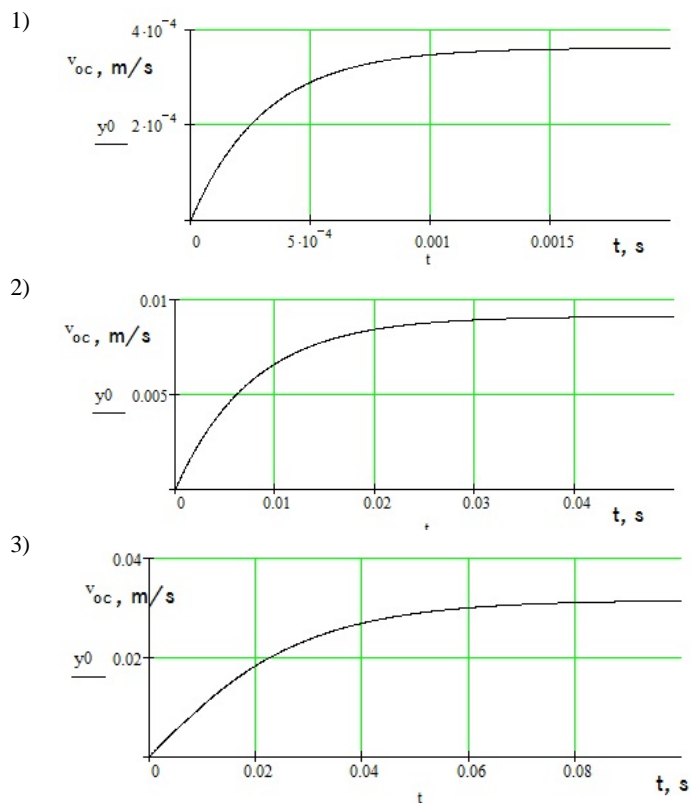 1)
4·10⁻⁴
v_oc, m/s
y0
2·10⁻⁴
0 5·10⁻⁴ 0.001 0.0015 t, s
t
2)
0.01
v_oc, m/s
y0 0.005
0 0.01 0.02 0.03 0.04 t, s
t
3)
0.04
v_oc, m/s
y0 0.02
0 0.02 0.04 0.06 0.08 t, s
t